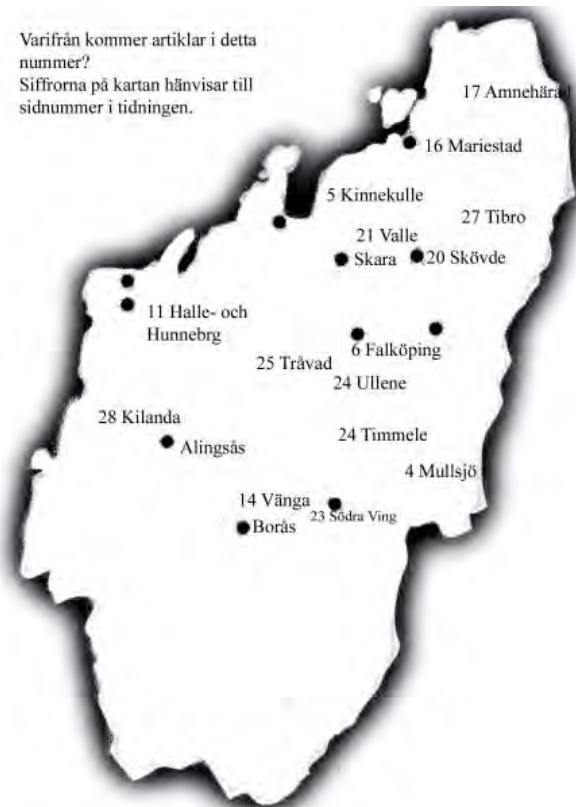 Varifrån kommer artiklar i detta
nummer?
Siffrorna på kartan hänvisar till
sidnummer i tidningen.
17 Amnehärad
16 Mariestad
5 Kinnekulle
27 Tibro
21 Valle
Skara
20 Skövde
11 Halle- och
Hunnebrg
6 Falköping
25 Tråvad
24 Ullene
28 Kilanda
24 Timmele
Alingsås
4 Mullsjö
14 Vänga
23 Södra Ving
Borås